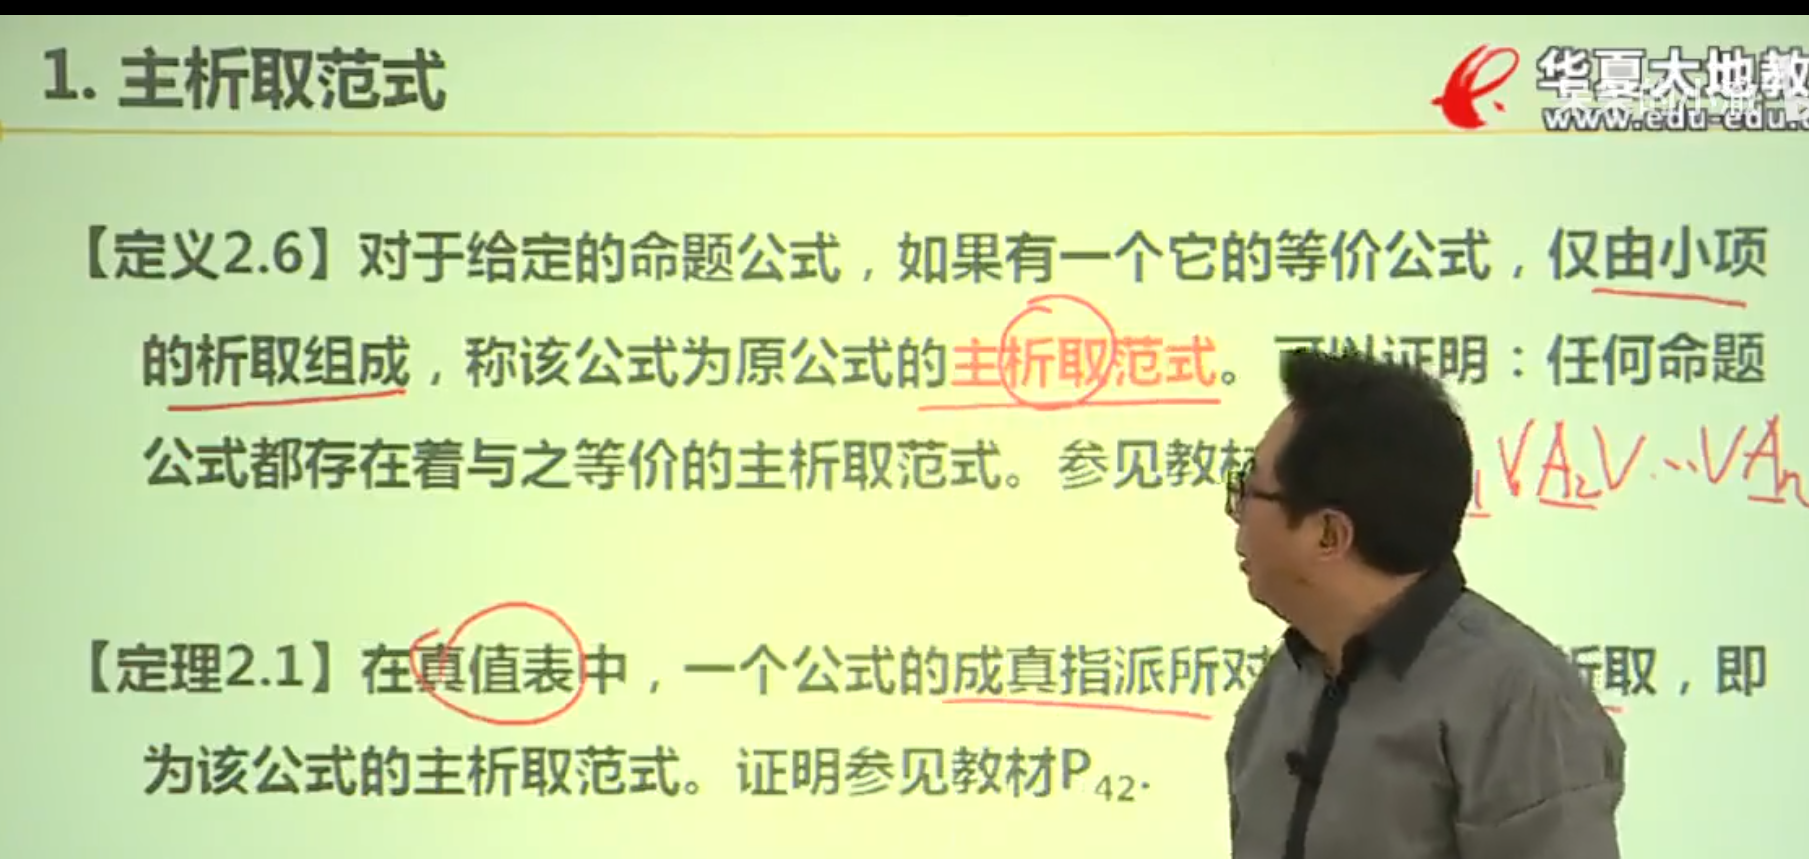 1. 主析取范式
华夏大地教
www.edu-edu.c
【定义2.6】对于给定的命题公式，如果有一个它的等价公式，仅由小项
的析取组成，称该公式为原公式的主析取范式。可以证明：任何命题
公式都存在着与之等价的主析取范式。参见教材
1∨A2∨…∨An
【定理2.1】在真值表中，一个公式的成真指派所对 析取，即
为该公式的主析取范式。证明参见教材P42.